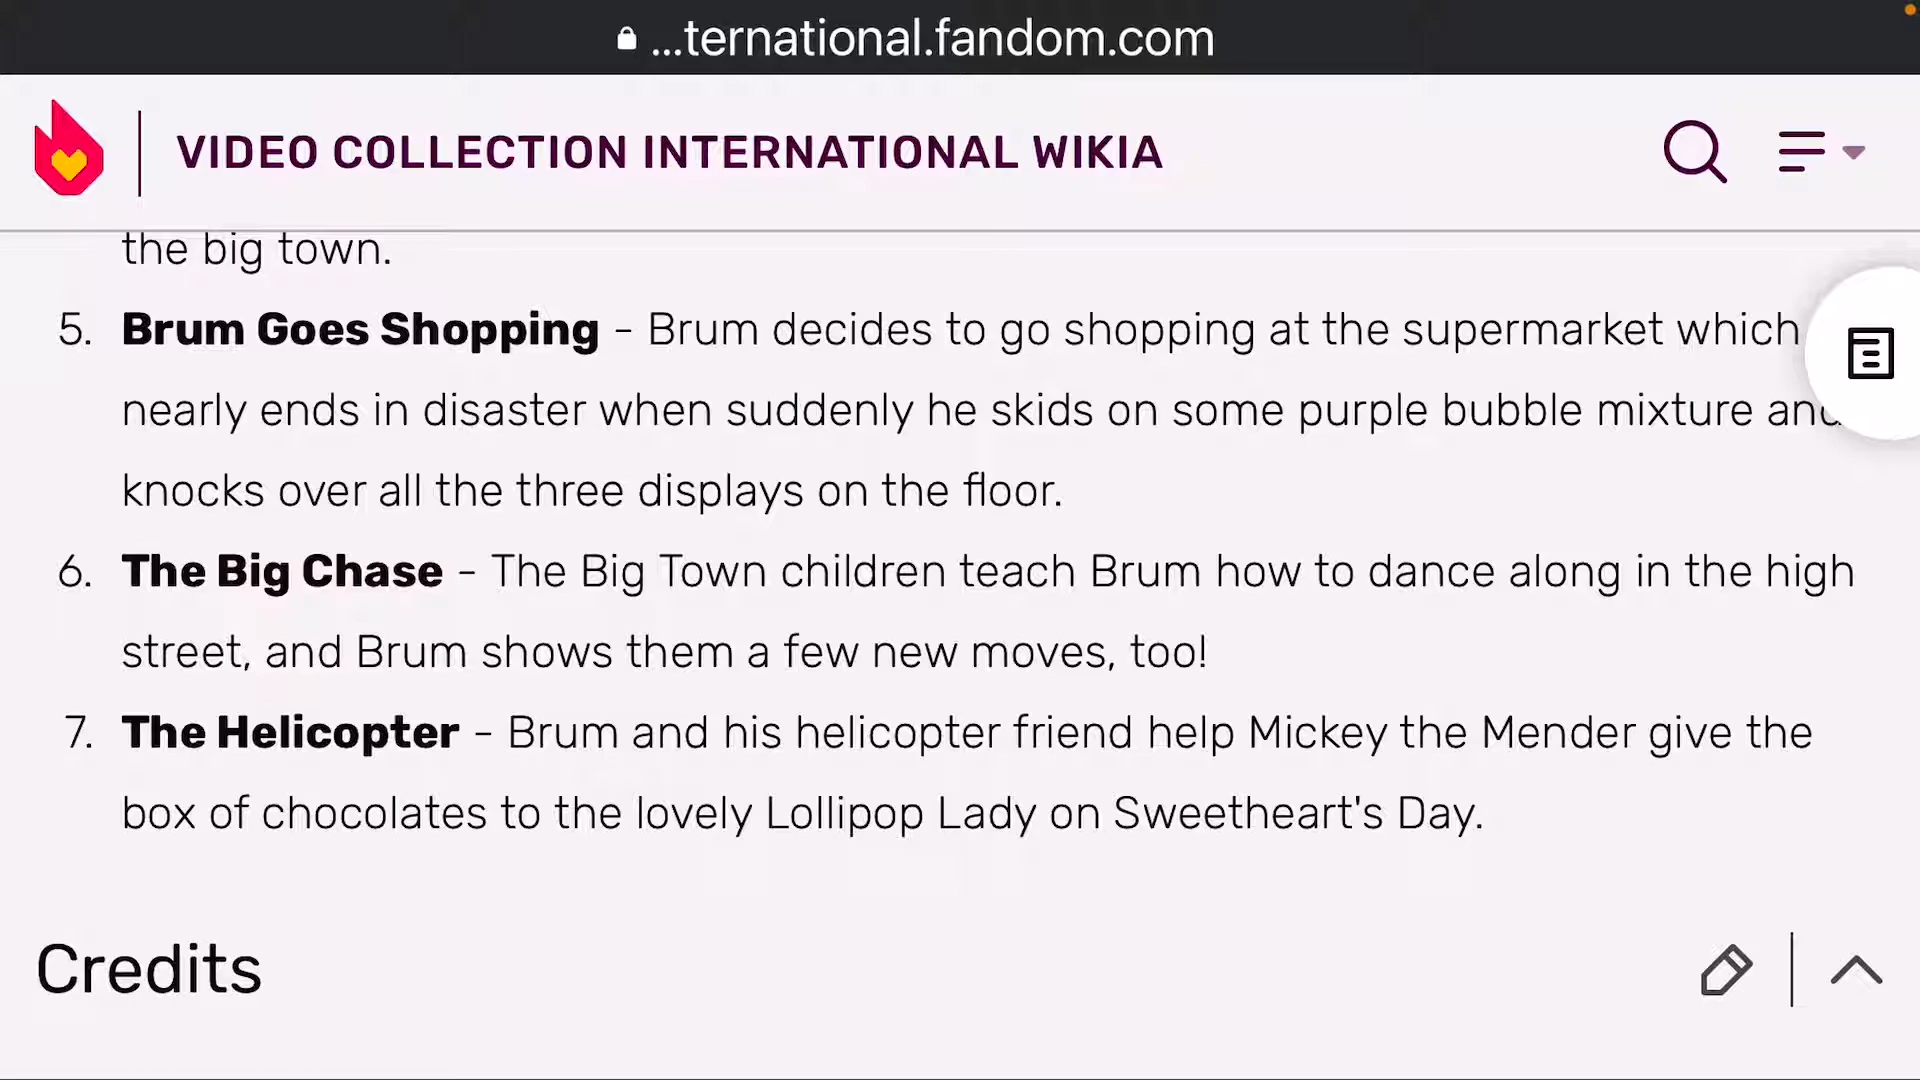 ...ternational.fandom.com
VIDEO COLLECTION INTERNATIONAL WIKIA
the big town.
5. Brum Goes Shopping - Brum decides to go shopping at the supermarket which
nearly ends in disaster when suddenly he skids on some purple bubble mixture and
knocks over all the three displays on the floor.
6. The Big Chase - The Big Town children teach Brum how to dance along in the high
street, and Brum shows them a few new moves, too!
7. The Helicopter - Brum and his helicopter friend help Mickey the Mender give the
box of chocolates to the lovely Lollipop Lady on Sweetheart's Day.
Credits